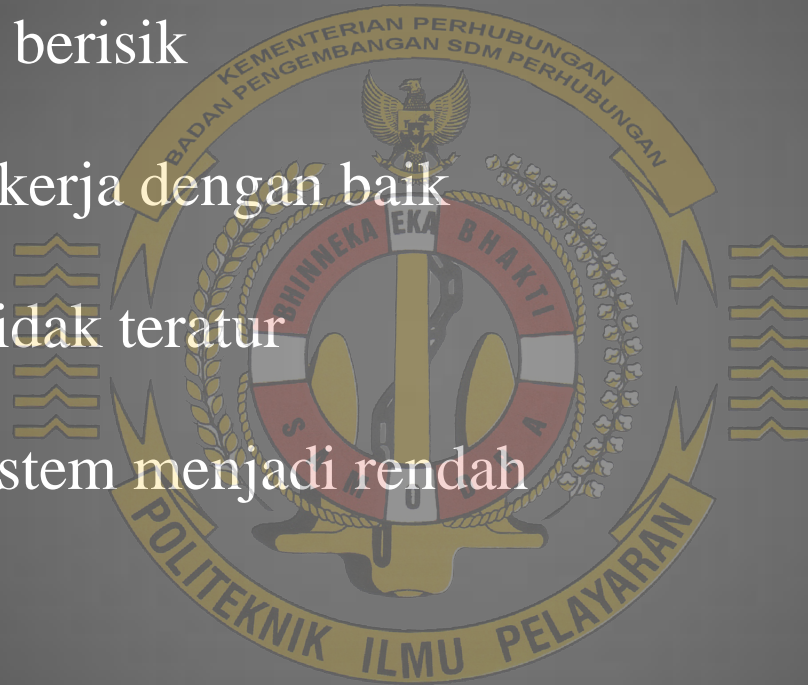 KEMENTERIAN PERHUBUNGAN
BADAN PENGEMBANGAN SDM PERHUBUNGAN
berisik
kerja dengan baik
BHINNEKA EKA BHAKTI
idak teratur
stem menjadi rendah
POLITEKNIK ILMU PELAYARAN